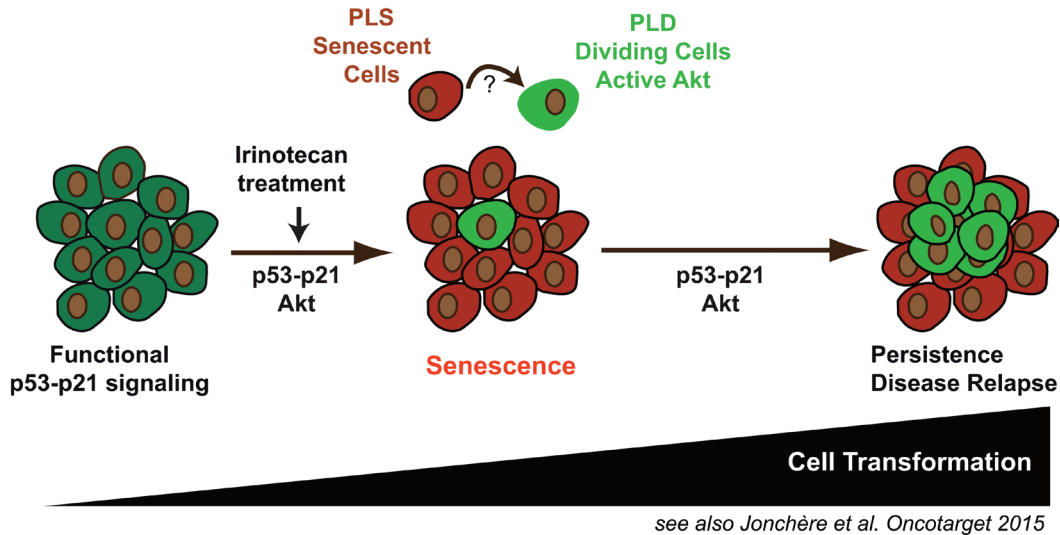 PLS
Senescent
Cells
?
PLD
Dividing Cells
Active Akt
Irinotecan
treatment
p53-p21
Akt
p53-p21
Akt
Functional
p53-p21 signaling
Senescence
Persistence
Disease Relapse
Cell Transformation
see also Jonchère et al. Oncotarget 2015